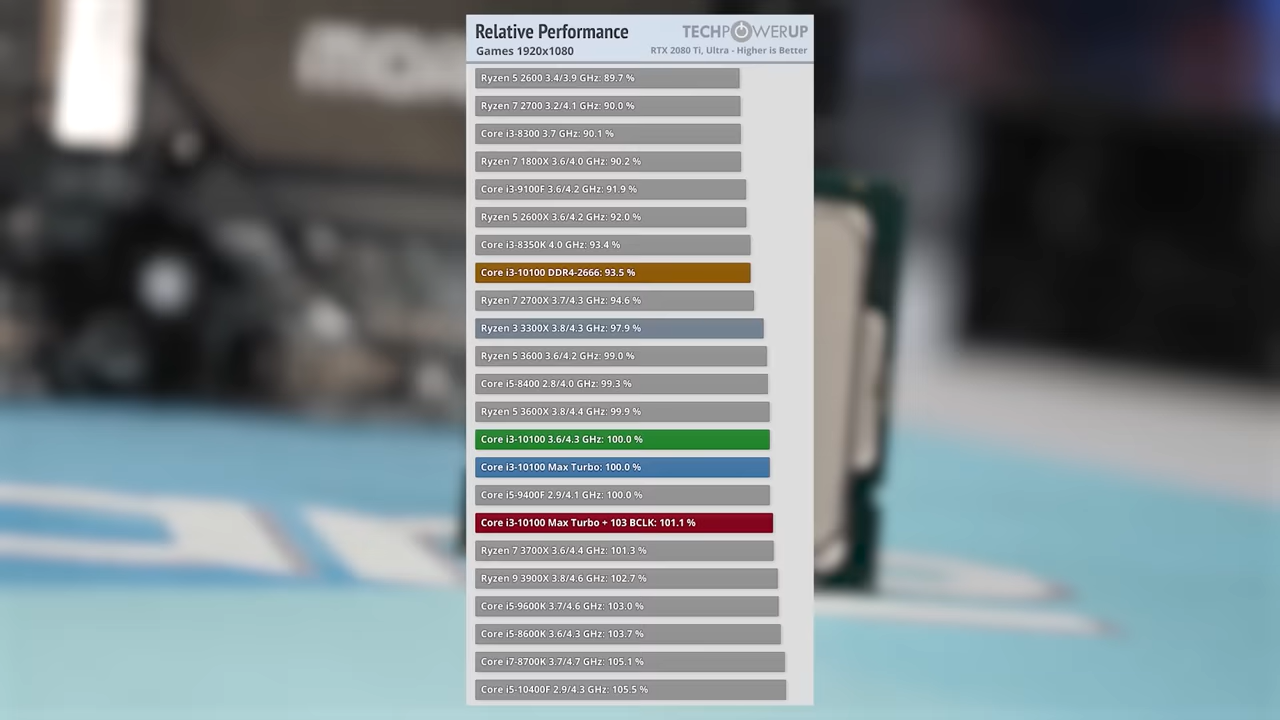 Relative Performance
TECHPOWERUP
Games 1920x1080
RTX 2080 Ti, Ultra - Higher is Better
Ryzen 5 2600 3.4/3.9 GHz: 89.7 %
Ryzen 7 2700 3.2/4.1 GHz: 90.0 %
Core i3-8300 3.7 GHz: 90.1 %
Ryzen 7 1800X 3.6/4.0 GHz: 90.2 %
Core i3-9100F 3.6/4.2 GHz: 91.9 %
Ryzen 5 2600X 3.6/4.2 GHz: 92.0 %
Core i3-8350K 4.0 GHz: 93.4 %
Core i3-10100 DDR4-2666: 93.5 %
Ryzen 7 2700X 3.7/4.3 GHz: 94.6 %
Ryzen 3 3300X 3.8/4.3 GHz: 97.9 %
Ryzen 5 3600 3.6/4.2 GHz: 99.0 %
Core i5-8400 2.8/4.0 GHz: 99.3 %
Ryzen 5 3600X 3.8/4.4 GHz: 99.9 %
Core i3-10100 3.6/4.3 GHz: 100.0 %
Core i3-10100 Max Turbo: 100.0 %
Core i5-9400F 2.9/4.1 GHz: 100.0 %
Core i3-10100 Max Turbo + 103 BCLK: 101.1 %
Ryzen 7 3700X 3.6/4.4 GHz: 101.3 %
Ryzen 9 3900X 3.8/4.6 GHz: 102.7 %
Core i5-9600K 3.7/4.6 GHz: 103.0 %
Core i5-8600K 3.6/4.3 GHz: 103.7 %
Core i7-8700K 3.7/4.7 GHz: 105.1 %
Core i5-10400F 2.9/4.3 GHz: 105.5 %